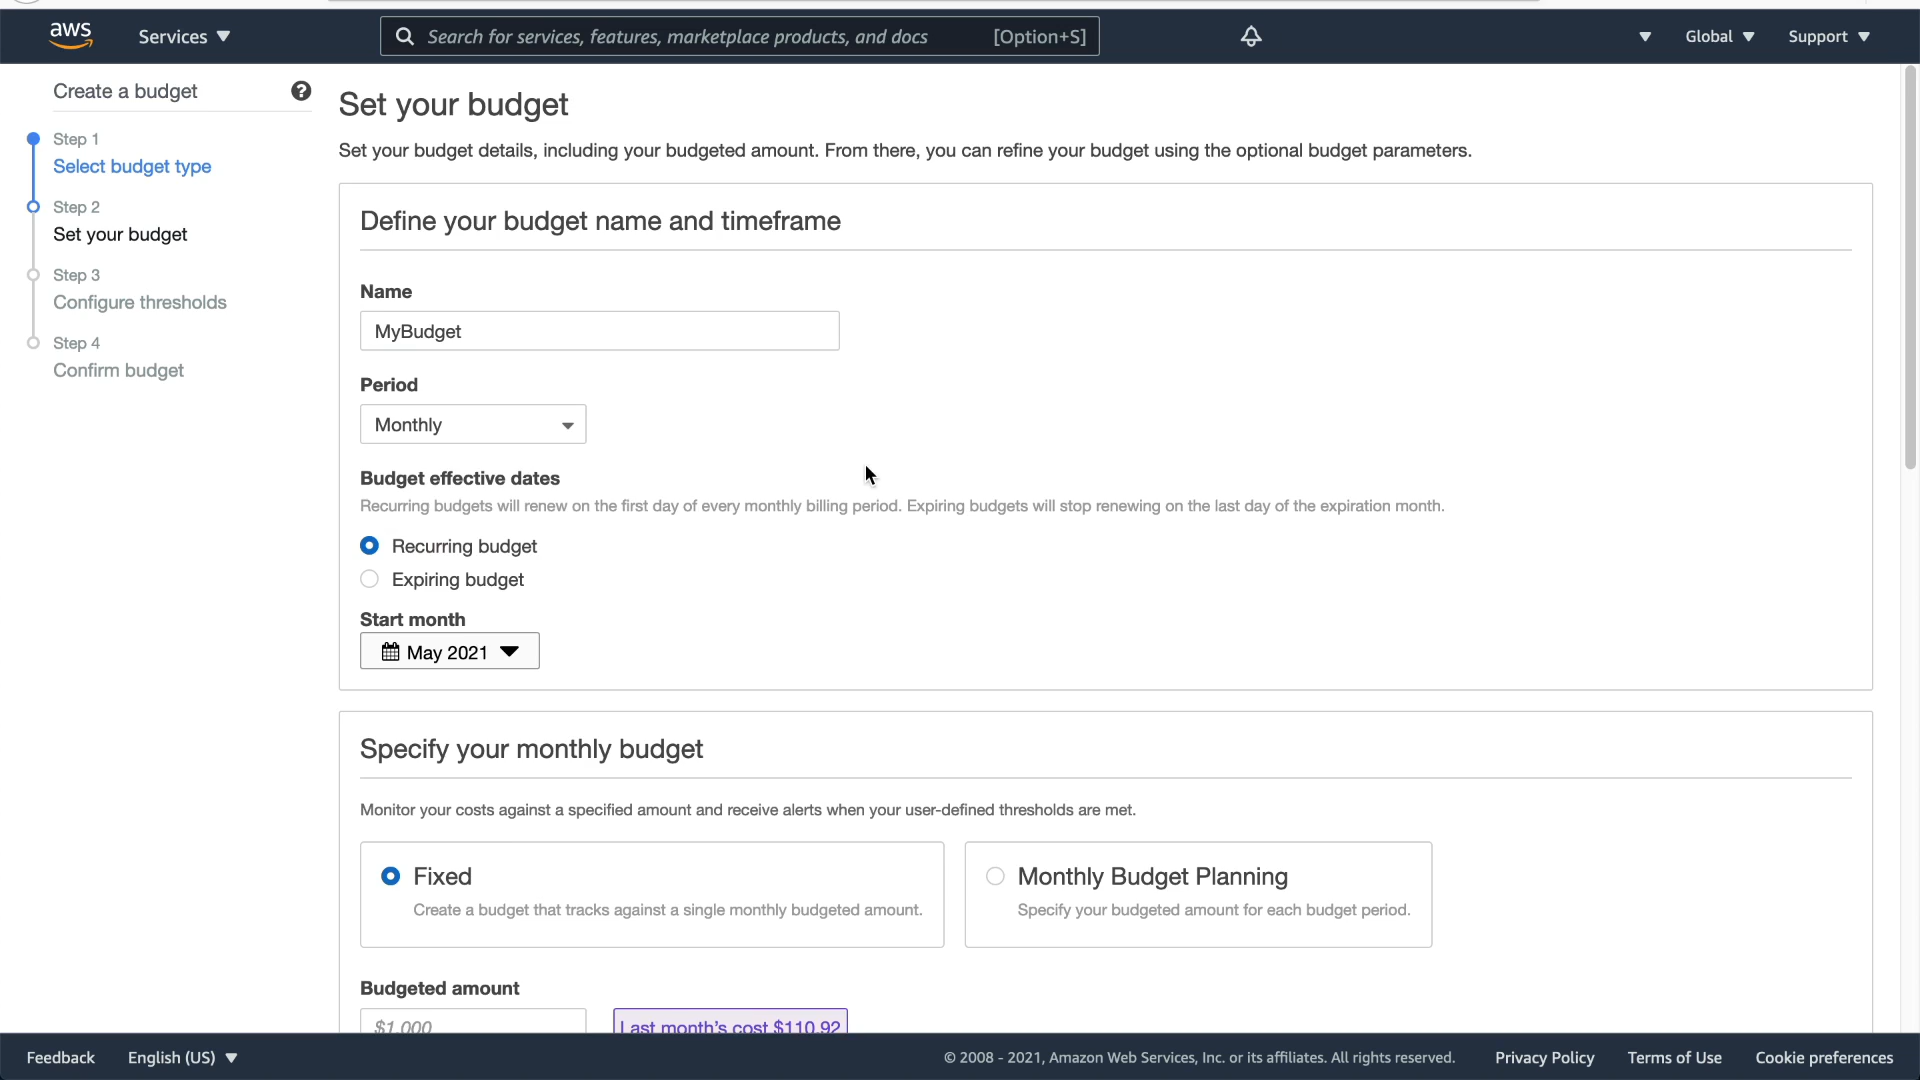 aws
Services
Search for services, features, marketplace products, and docs
[Option+S]
Global
Support
Create a budget
?
Step 1
Select budget type
Step 2
Set your budget
Step 3
Configure thresholds
Step 4
Confirm budget
Set your budget
Set your budget details, including your budgeted amount. From there, you can refine your budget using the optional budget parameters.
Define your budget name and timeframe
Name
MyBudget
Period
Monthly
Budget effective dates
Recurring budgets will renew on the first day of every monthly billing period. Expiring budgets will stop renewing on the last day of the expiration month.
Recurring budget
Expiring budget
Start month
May 2021
Specify your monthly budget
Monitor your costs against a specified amount and receive alerts when your user-defined thresholds are met.
Fixed
Create a budget that tracks against a single monthly budgeted amount.
Monthly Budget Planning
Specify your budgeted amount for each budget period.
Budgeted amount
$1,000
Last month's cost $110.92
Feedback
English (US)
© 2008 - 2021, Amazon Web Services, Inc. or its affiliates. All rights reserved.
Privacy Policy
Terms of Use
Cookie preferences